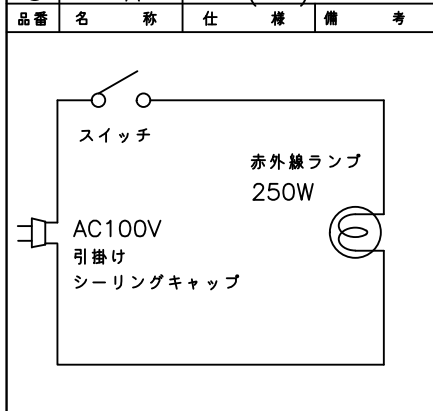 品番 名 称 仕 様 備 考
スイッチ
赤外線ランプ
250W
AC100V
引掛け
シーリングキャップ